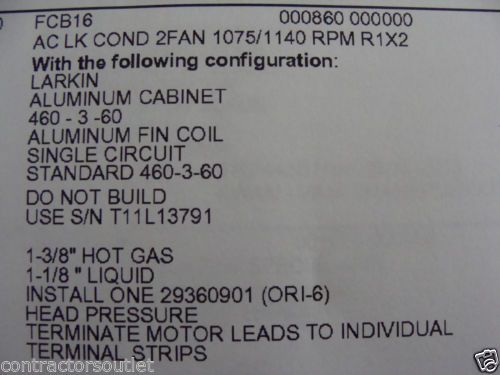 FCB16 000860 000000
AC LK COND 2FAN 1075/1140 RPM R1X2
With the following configuration:
LARKIN
ALUMINUM CABINET
460 - 3 -60
ALUMINUM FIN COIL
SINGLE CIRCUIT
STANDARD 460-3-60
DO NOT BUILD
USE S/N T11L13791
1-3/8" HOT GAS
1-1/8 " LIQUID
INSTALL ONE 29360901 (ORI-6)
HEAD PRESSURE
TERMINATE MOTOR LEADS TO INDIVIDUAL
TERMINAL STRIPS
contractorsoutlet
contractorsoutlet